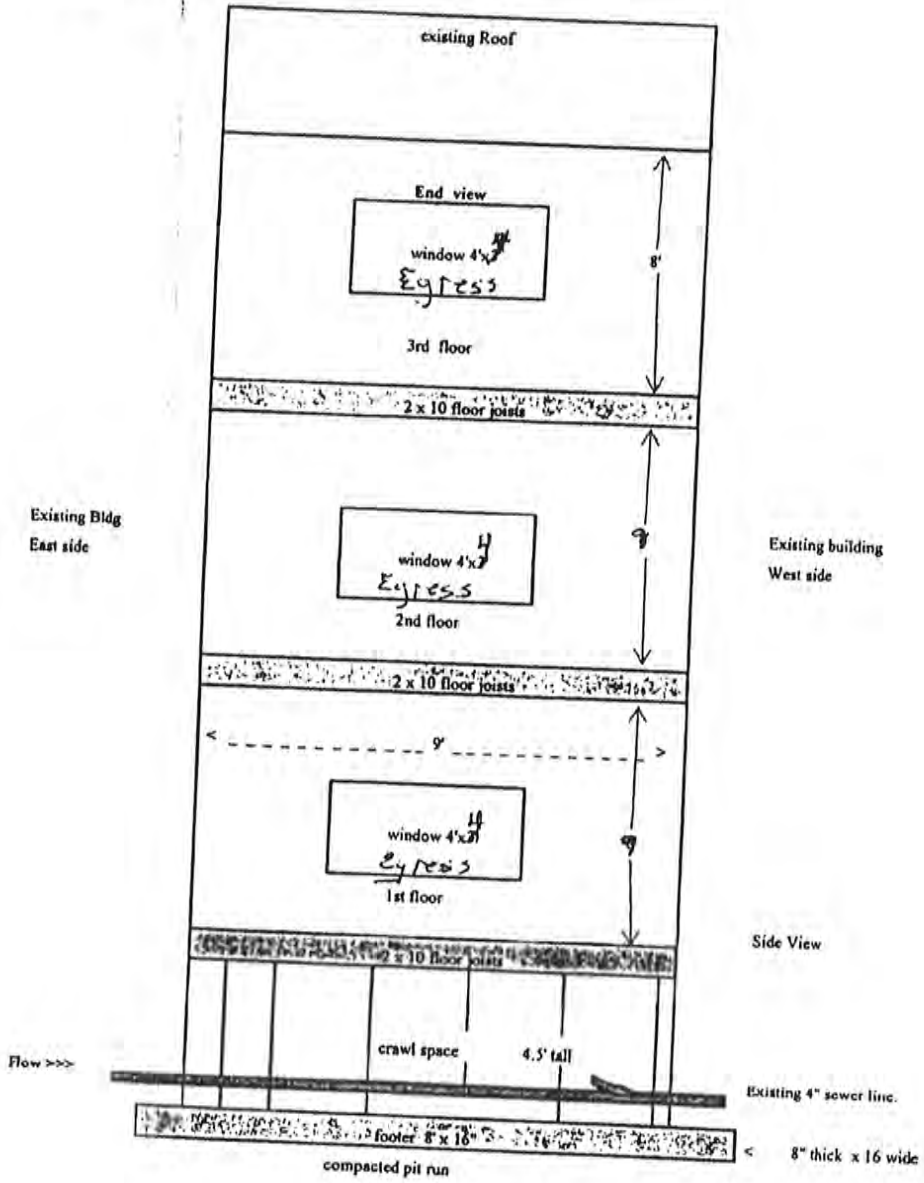 existing Roof
End view
window 4'x
Egress
8'
3rd floor
2 x 10 floor joists
Existing Bldg
East side
window 4'x 4
Egress
2nd floor
Existing building
West side
2 x 10 floor joists
< 9' >
window 4'x 4
Egress
1st floor
2 x 10 floor joists
Side View
crawl space 4.5' tall
Flow >>>
Existing 4" sewer line.
footer 8" x 16"
< 8" thick x 16 wide
compacted pit run